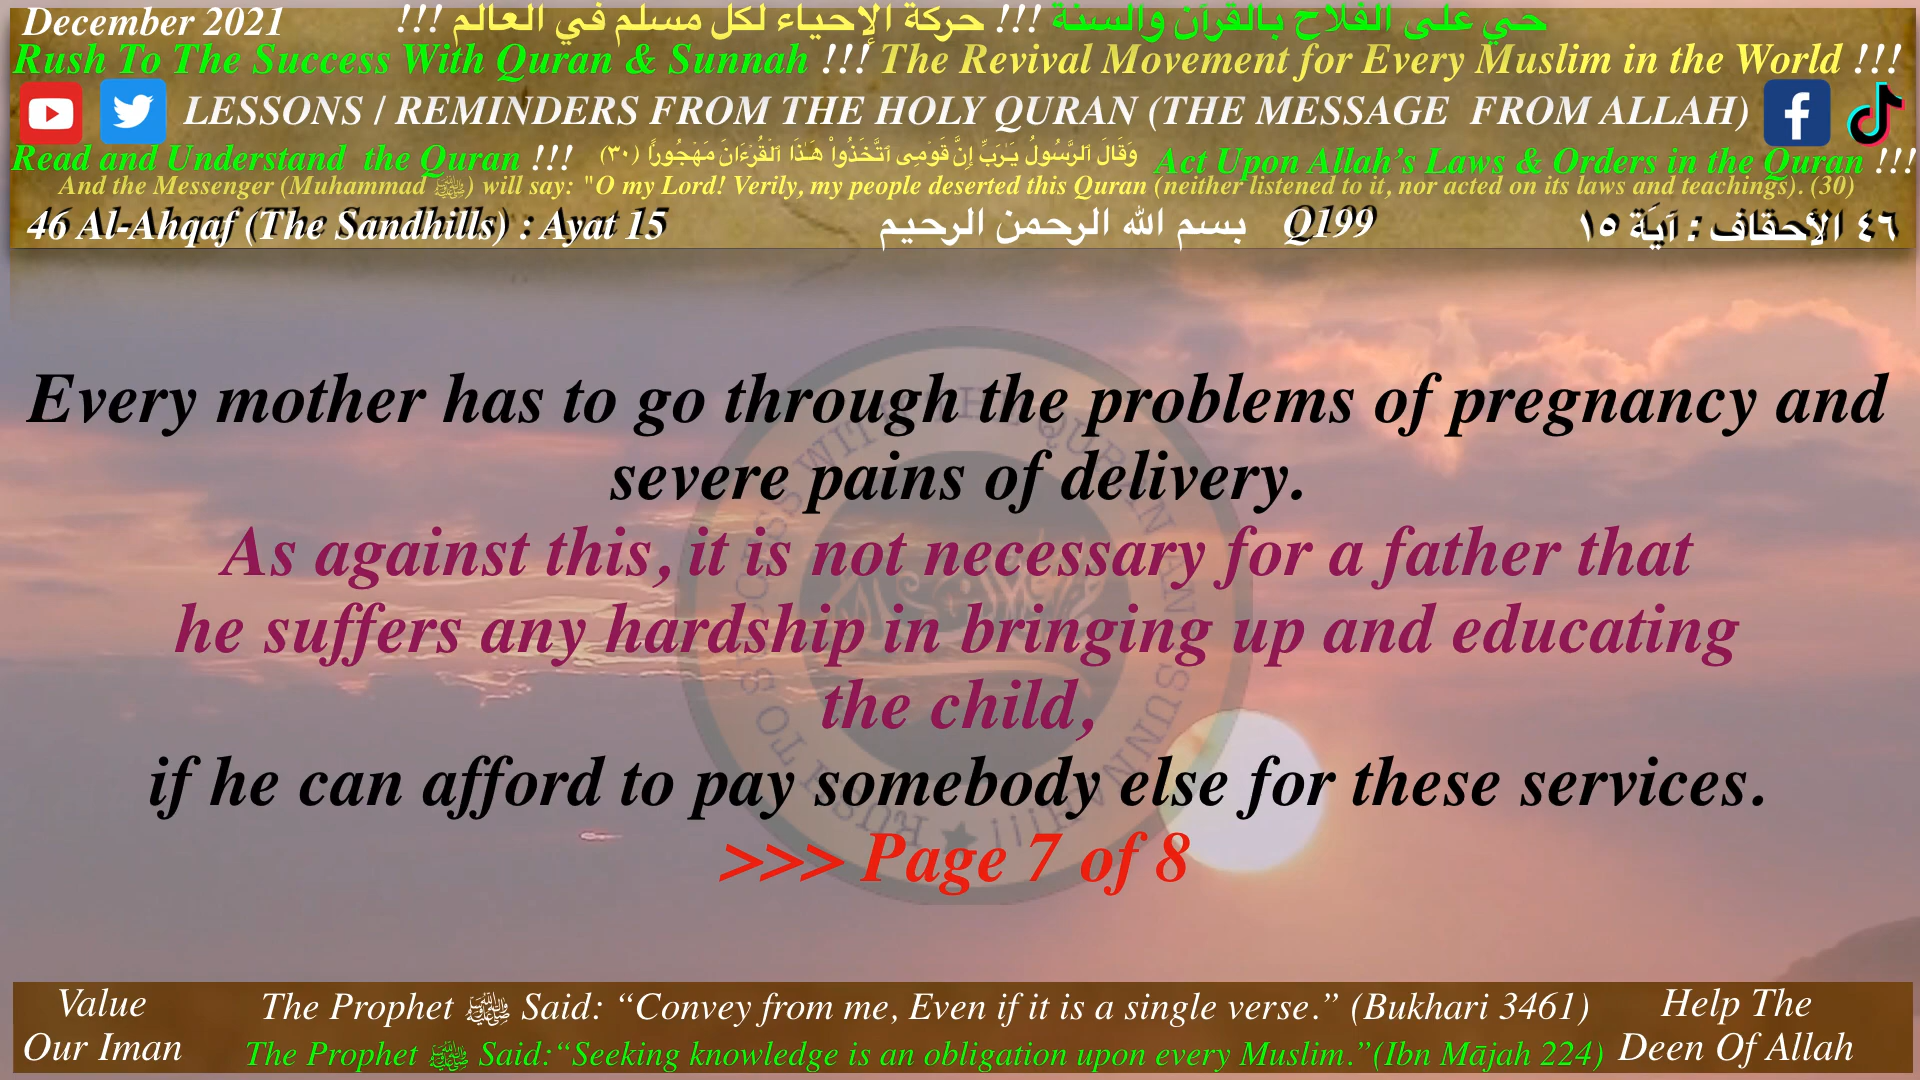 December 2021
حي على الفلاح بالقرآن والسنة !!! حركة الإحياء لكل مسلم في العالم !!!
Rush To The Success With Quran & Sunnah !!! The Revival Movement for Every Muslim in the World !!!
LESSONS / REMINDERS FROM THE HOLY QURAN (THE MESSAGE FROM ALLAH)
Read and Understand the Quran !!!
وَقَالَ ٱلرَّسُولُ يَـٰرَبِّ إِنَّ قَوْمِى ٱتَّخَذُوا۟ هَـٰذَا ٱلْقُرْءَانَ مَهْجُورًا (٣٠)
Act Upon Allah’s Laws & Orders in the Quran !!!
And the Messenger (Muhammad ﷺ) will say: "O my Lord! Verily, my people deserted this Quran (neither listened to it, nor acted on its laws and teachings). (30)
46 Al-Ahqaf (The Sandhills) : Ayat 15
بسم الله الرحمن الرحيم
Q199
٤٦ الأحقاف : آيَة ١٥
Every mother has to go through the problems of pregnancy and
severe pains of delivery.
As against this, it is not necessary for a father that
he suffers any hardship in bringing up and educating
the child,
if he can afford to pay somebody else for these services.
>>> Page 7 of 8
RUSH TO SUCCESS WITH THE QURAN AND SUNNAH !!!
Value
Our Iman
The Prophet ﷺ Said: “Convey from me, Even if it is a single verse.” (Bukhari 3461)
The Prophet ﷺ Said:“Seeking knowledge is an obligation upon every Muslim.”(Ibn Mājah 224)
Help The
Deen Of Allah